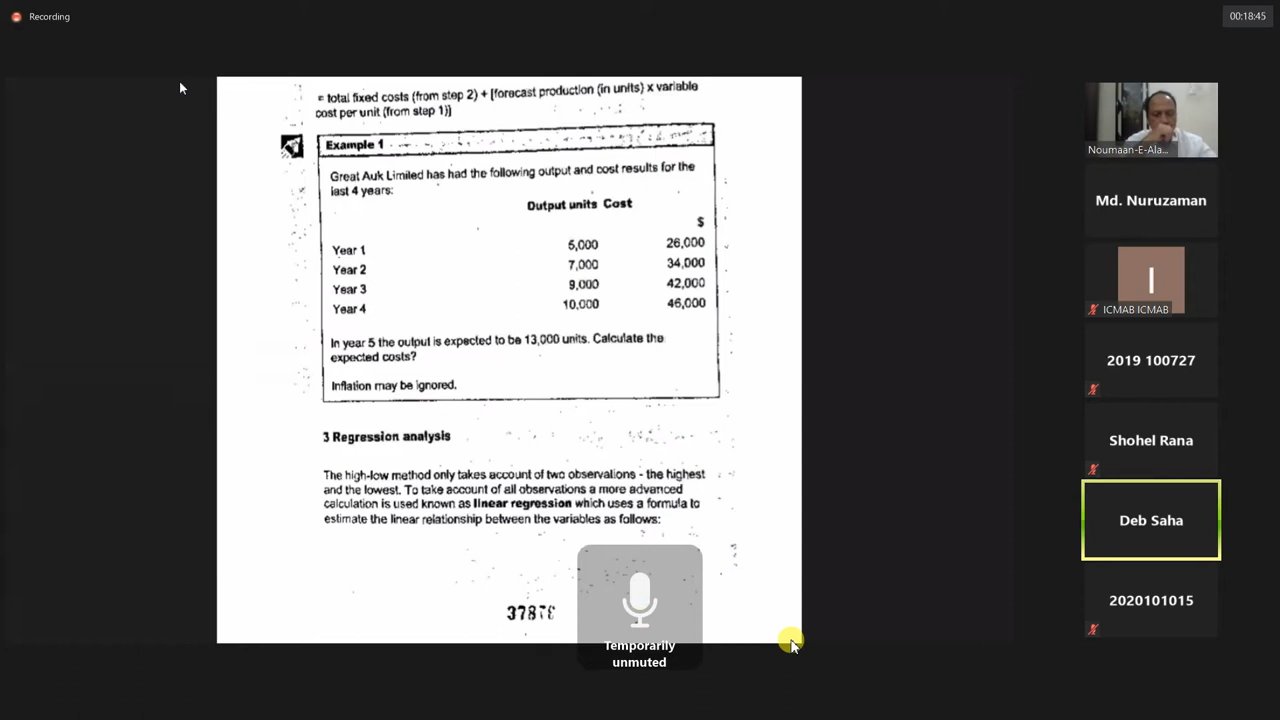 Recording
00:18:45
= total fixed costs (from step 2) + [forecast production (in units) x variable
cost per unit (from step 1)]
Example 1
Great Auk Limited has had the following output and cost results for the
last 4 years:
Output units Cost
$
Year 1 5,000 26,000
Year 2 7,000 34,000
Year 3 9,000 42,000
Year 4 10,000 46,000
In year 5 the output is expected to be 13,000 units. Calculate the
expected costs?
Inflation may be ignored.
3 Regression analysis
The high-low method only takes account of two observations - the highest
and the lowest. To take account of all observations a more advanced
calculation is used known as linear regression which uses a formula to
estimate the linear relationship between the variables as follows:
Temporarily
unmuted
Noumaan-E-Ala...
Md. Nuruzaman
I
ICMAB ICMAB
2019 100727
Shohel Rana
Deb Saha
2020101015